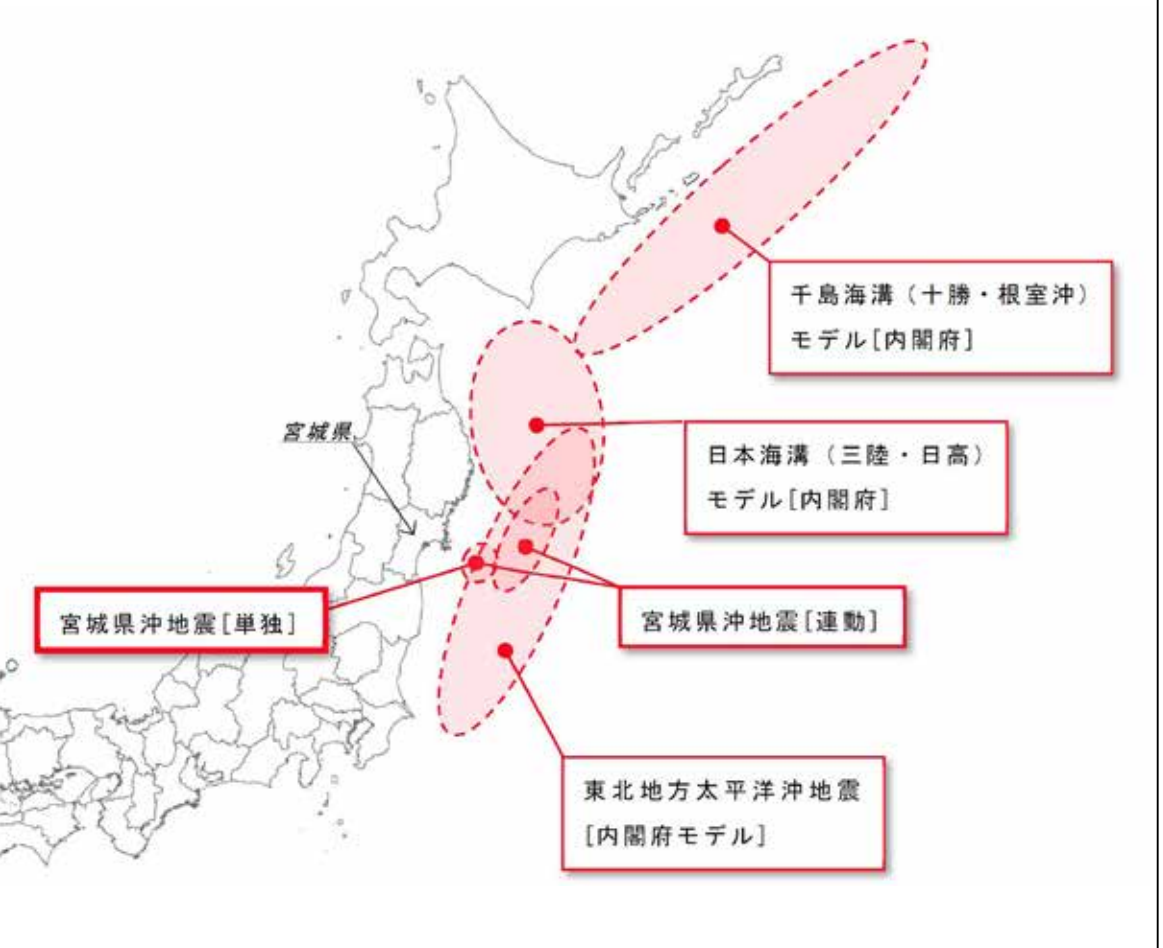 千島海溝（十勝・根室沖）
モデル[内閣府]
宮城県
日本海溝（三陸・日高）
モデル[内閣府]
宮城県沖地震[単独]
宮城県沖地震[連動]
東北地方太平洋沖地震
[内閣府モデル]